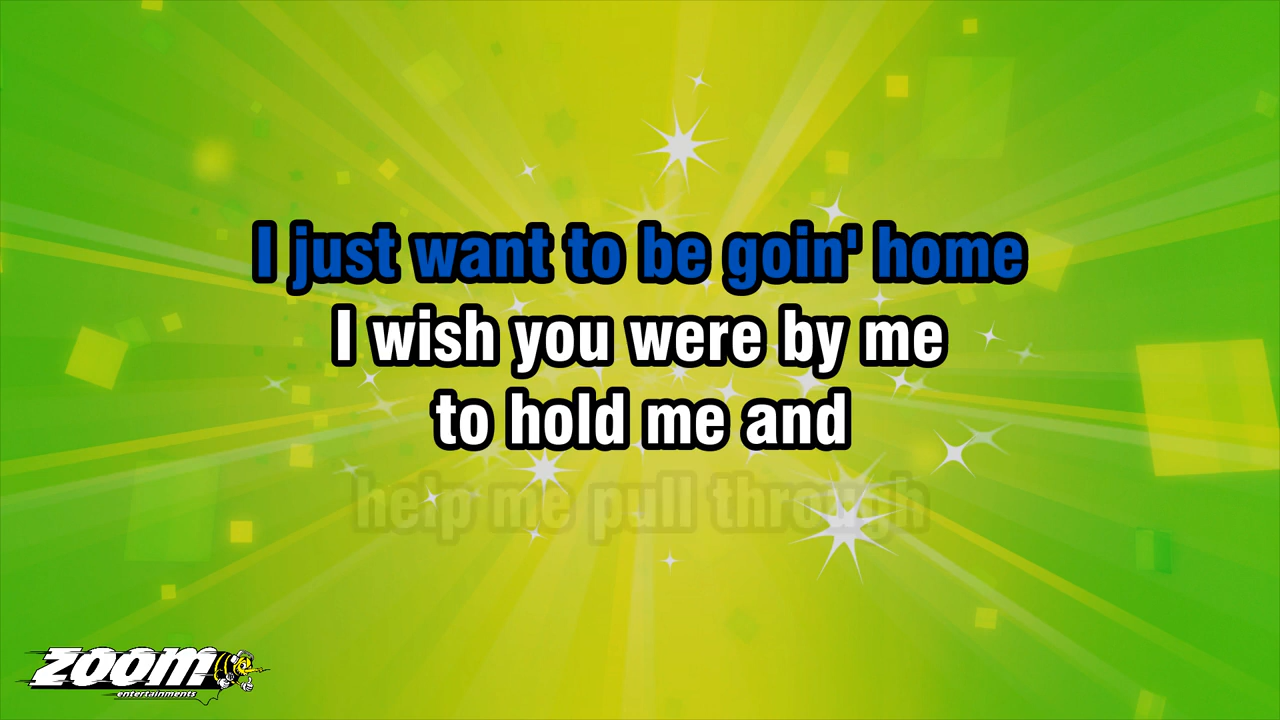 I just want to be goin' home
I wish you were by me
to hold me and
help me pull through
zoom
entertainments